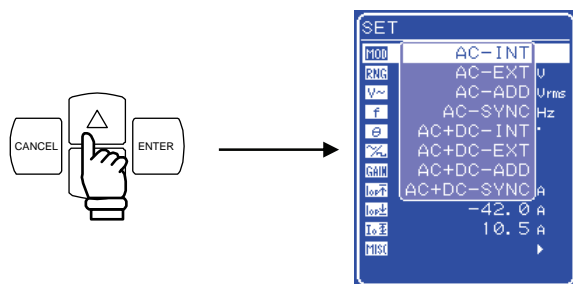 CANCEL
ENTER
SET
MOD AC-INT
RNG AC-EXT V
V~ AC-ADD Vrms
f AC-SYNC Hz
θ AC+DC-INT °
AC+DC-EXT
GAIN AC+DC-ADD
AC+DC-SYNC A
-42.0 A
10.5 A
MISC